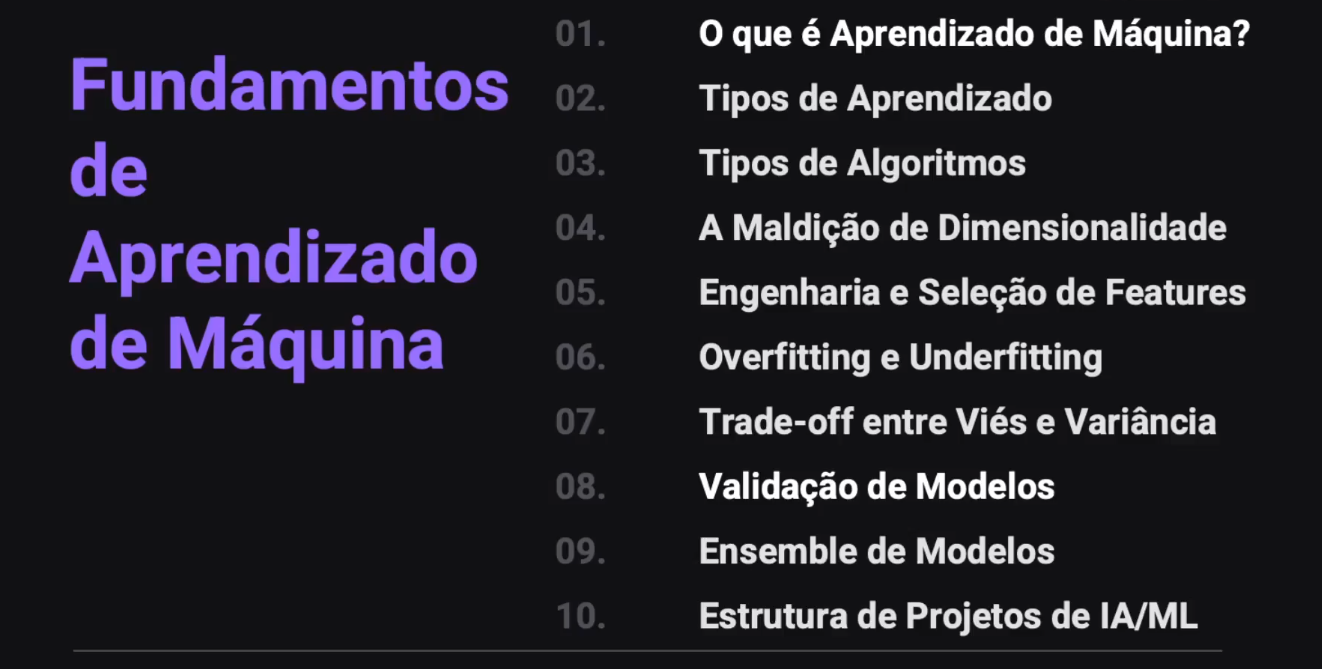 Fundamentos
de
Aprendizado
de Máquina
01. O que é Aprendizado de Máquina?
02. Tipos de Aprendizado
03. Tipos de Algoritmos
04. A Maldição de Dimensionalidade
05. Engenharia e Seleção de Features
06. Overfitting e Underfitting
07. Trade-off entre Viés e Variância
08. Validação de Modelos
09. Ensemble de Modelos
10. Estrutura de Projetos de IA/ML